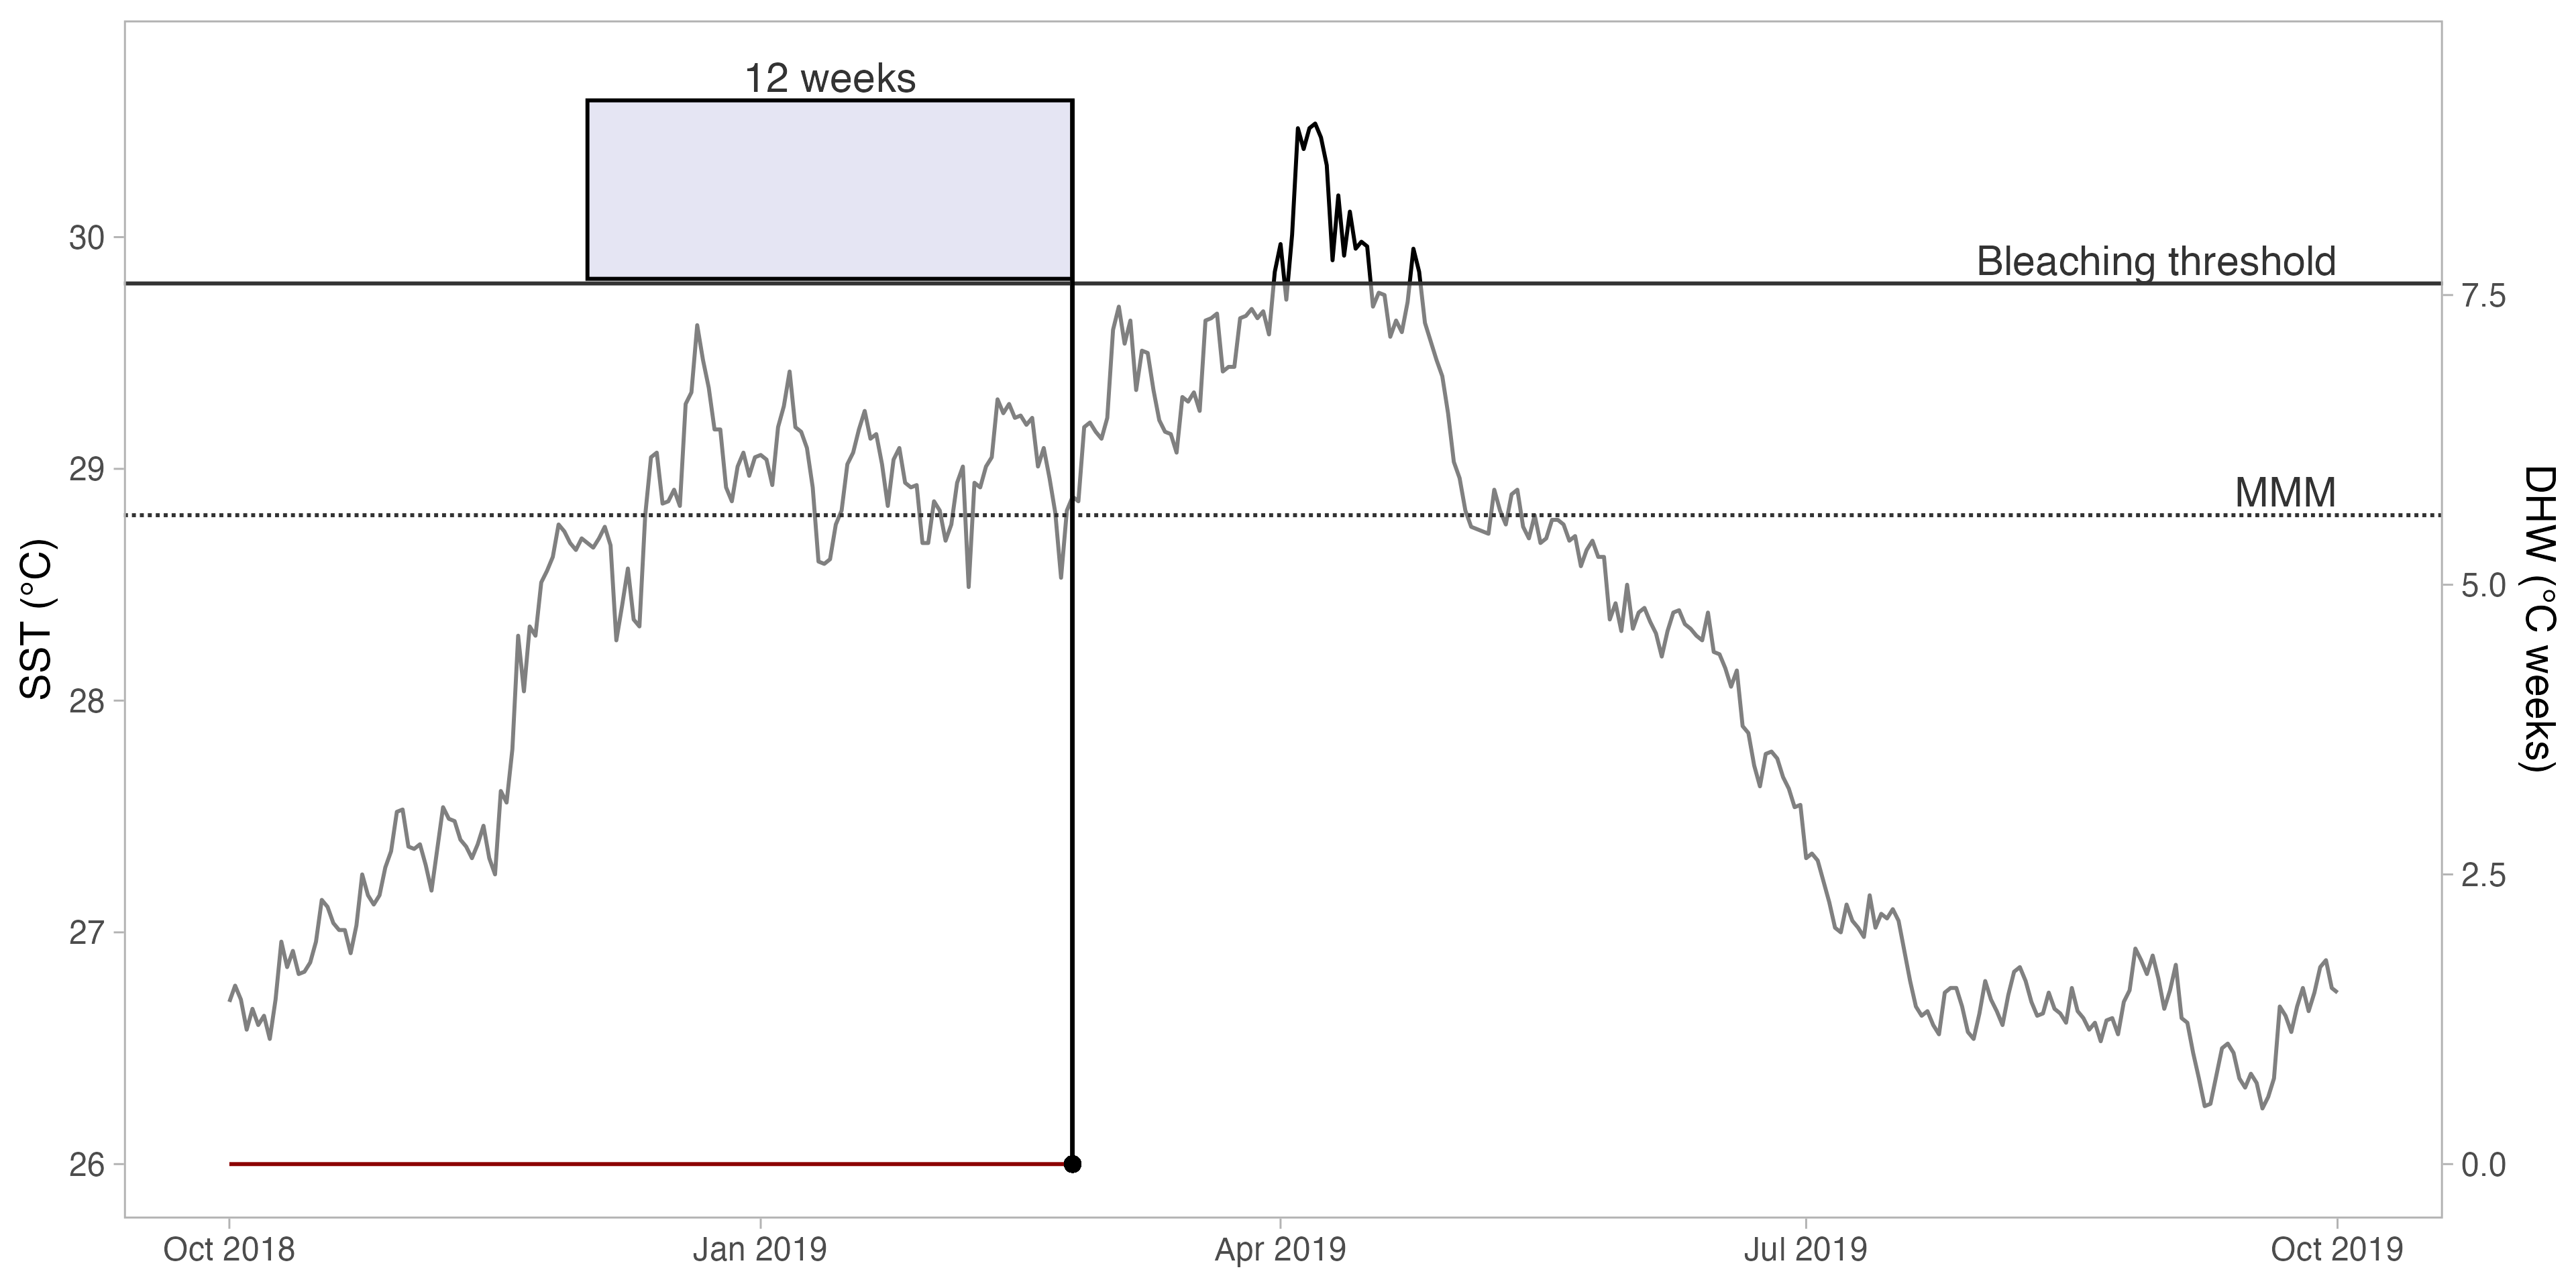 12 weeks
30
Bleaching threshold
7.5
29
MMM
5.0
SST (°C)
DHW (°C weeks)
28
2.5
27
26
0.0
Oct 2018
Jan 2019
Apr 2019
Jul 2019
Oct 2019